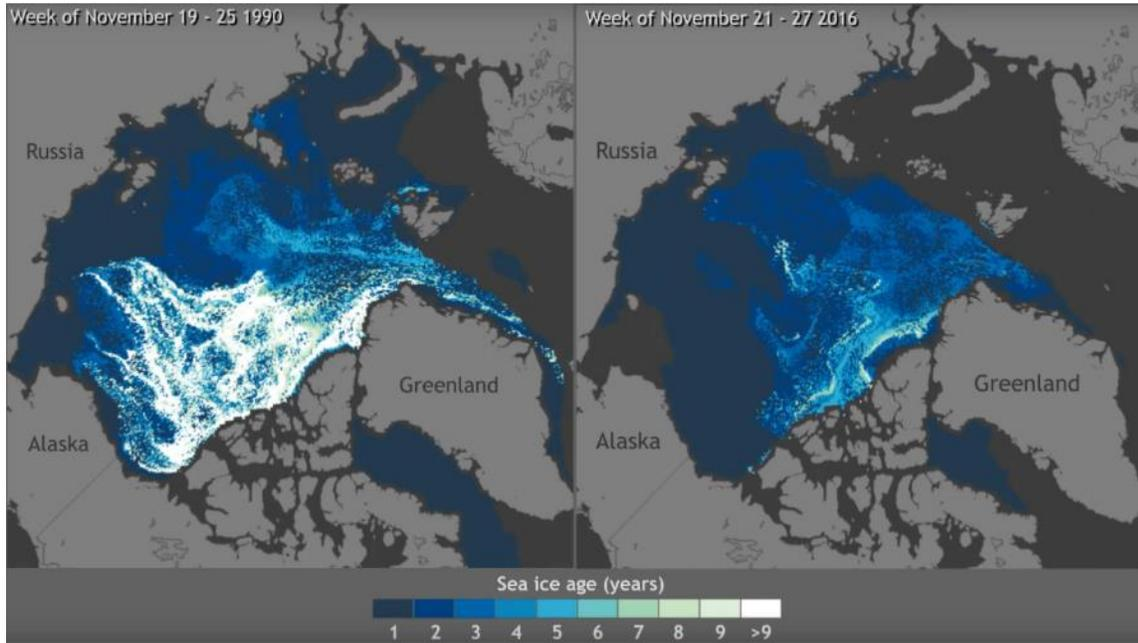 Week of November 19 - 25 1990
Week of November 21 - 27 2016
Russia
Russia
Greenland
Greenland
Alaska
Alaska
Sea ice age (years)
1 2 3 4 5 6 7 8 9 >9